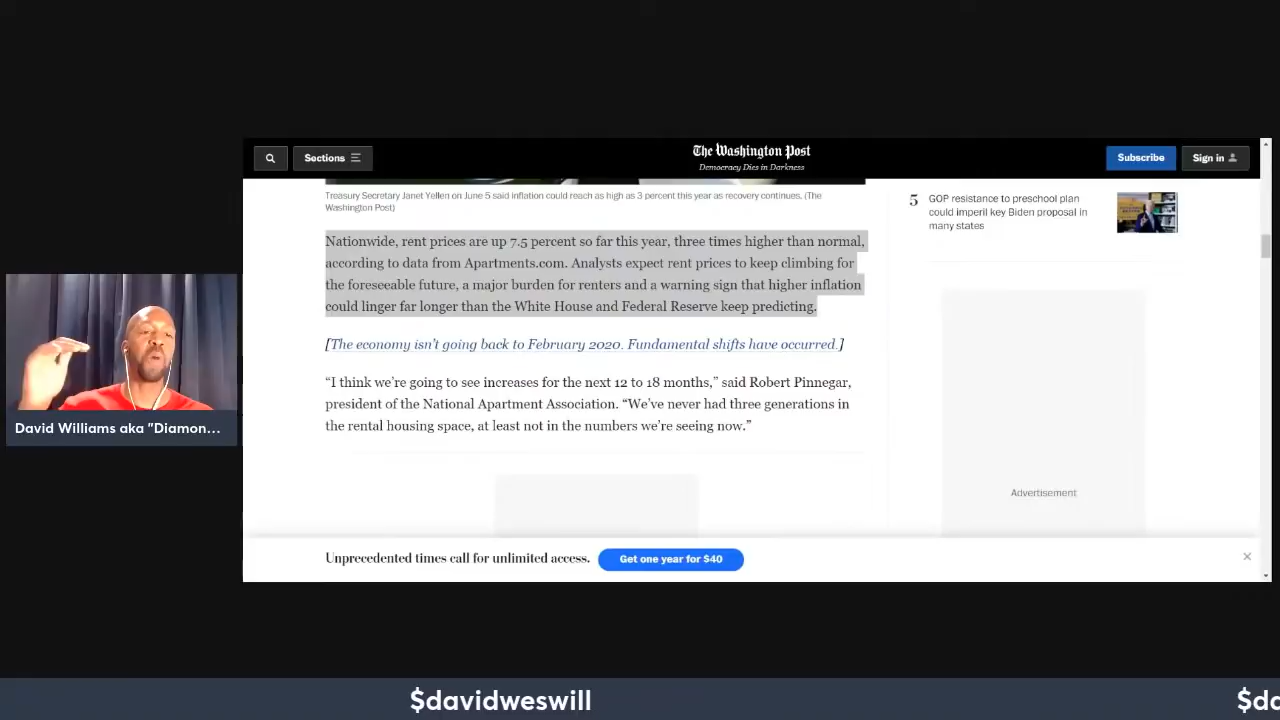 Sections
The Washington Post
Democracy Dies in Darkness
Subscribe
Sign in
Treasury Secretary Janet Yellen on June 5 said inflation could reach as high as 3 percent this year as recovery continues. (The
Washington Post)
Nationwide, rent prices are up 7.5 percent so far this year, three times higher than normal,
according to data from Apartments.com. Analysts expect rent prices to keep climbing for
the foreseeable future, a major burden for renters and a warning sign that higher inflation
could linger far longer than the White House and Federal Reserve keep predicting.
[The economy isn’t going back to February 2020. Fundamental shifts have occurred.]
“I think we’re going to see increases for the next 12 to 18 months,” said Robert Pinnegar,
president of the National Apartment Association. “We’ve never had three generations in
the rental housing space, at least not in the numbers we’re seeing now.”
5
GOP resistance to preschool plan
could imperil key Biden proposal in
many states
Advertisement
Unprecedented times call for unlimited access.
Get one year for $40
David Williams aka "Diamon...
$davidweswill
$da